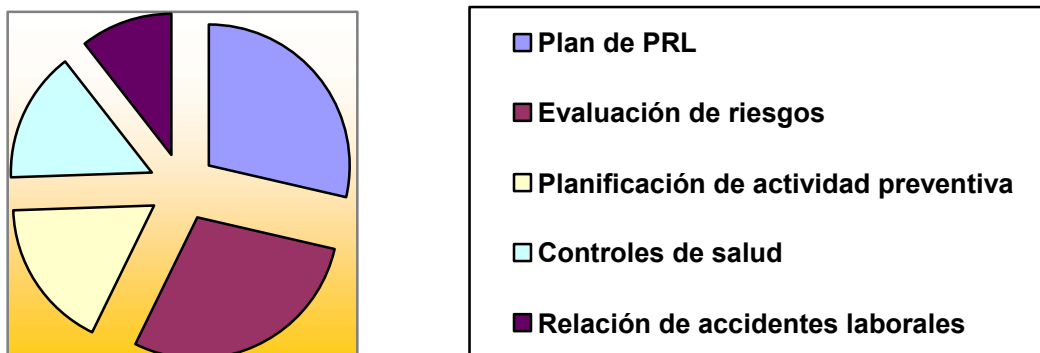 Plan de PRL
Evaluación de riesgos
Planificación de actividad preventiva
Controles de salud
Relación de accidentes laborales